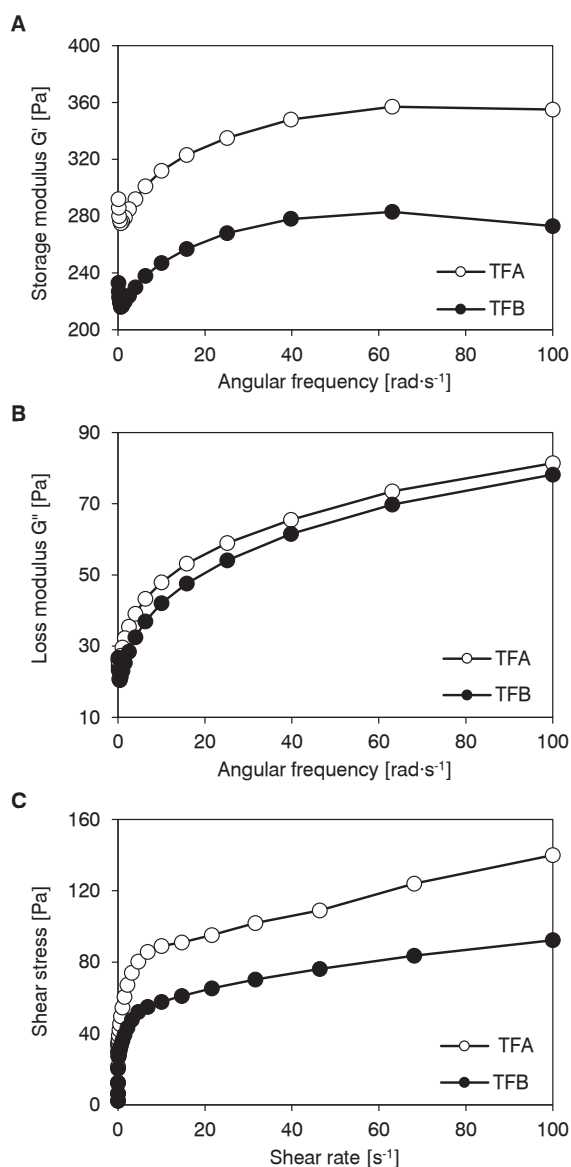 A
400
360
320
280
240
200
Storage modulus G' [Pa]
TFA
TFB
0 20 40 60 80 100
Angular frequency [rad·s⁻¹]
B
90
70
50
30
10
Loss modulus G" [Pa]
TFA
TFB
0 20 40 60 80 100
Angular frequency [rad·s⁻¹]
C
160
120
80
40
0
Shear stress [Pa]
TFA
TFB
0 20 40 60 80 100
Shear rate [s⁻¹]